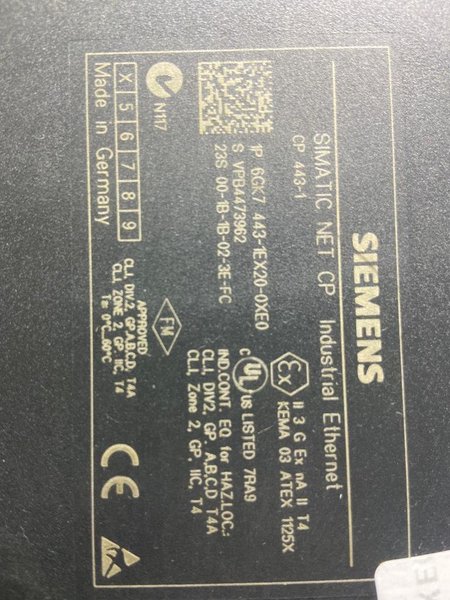 SIEMENS
SIMATIC NET CP Industrial Ethernet
CP 443-1
II 3 G Ex nA II T4
KEMA 03 ATEX 1125X
1P 6GK7 443-1EX20-0XE0
S VPB4473962
23S 00-1B-1B-02-3E-FC
C UL US LISTED 7RA9
IND.CONT. EQ. for HAZ.LOC.:
CL.I, DIV.2, GP. A,B,C,D T4A
CL.I, Zone 2, GP. IIC, T4
N117
FM
APPROVED
CL.I, DIV.2, GP.A,B,C,D, T4A
CL.I, ZONE 2, GP. IIC, T4
Ta: 0°C...60°C
X 5 6 7 8 9
Made in Germany
CE
KE